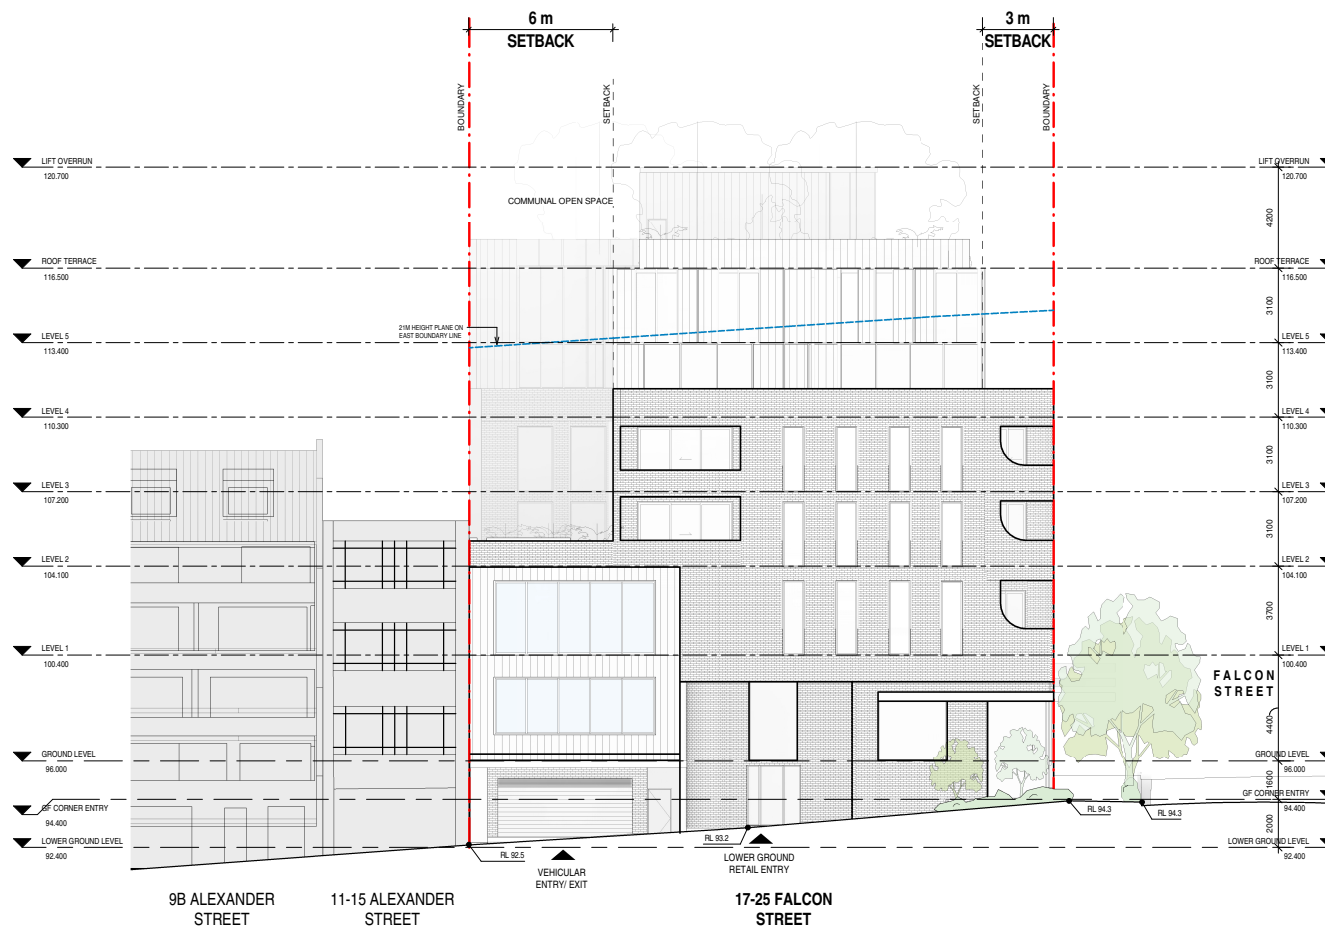 6 m
SETBACK
3 m
SETBACK
BOUNDARY
SETBACK
SETBACK
BOUNDARY
LIFT OVERRUN
120.700
LIFT OVERRUN
120.700
COMMUNAL OPEN SPACE
4200
ROOF TERRACE
116.500
ROOF TERRACE
116.500
3100
21M HEIGHT PLANE ON
EAST BOUNDARY LINE
LEVEL 5
113.400
LEVEL 5
113.400
3100
LEVEL 4
110.300
LEVEL 4
110.300
3100
LEVEL 3
107.200
LEVEL 3
107.200
3100
LEVEL 2
104.100
LEVEL 2
104.100
3700
LEVEL 1
100.400
LEVEL 1
100.400
FALCON
STREET
4400
GROUND LEVEL
96.000
GROUND LEVEL
96.000
1600
GF CORNER ENTRY
94.400
GF CORNER ENTRY
94.400
RL 94.3
RL 94.3
2000
LOWER GROUND LEVEL
92.400
LOWER GROUND LEVEL
92.400
RL 92.5
RL 93.2
VEHICULAR
ENTRY/ EXIT
LOWER GROUND
RETAIL ENTRY
9B ALEXANDER
STREET
11-15 ALEXANDER
STREET
17-25 FALCON
STREET